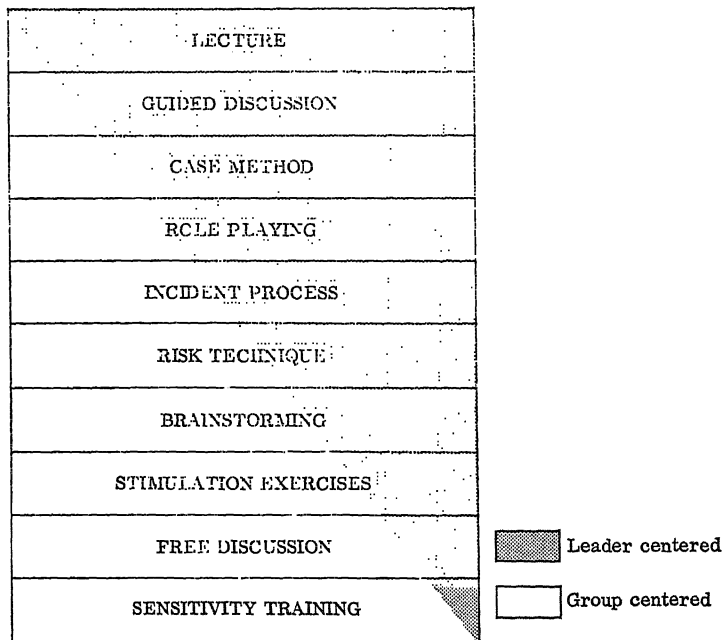 LECTURE
GUIDED DISCUSSION
CASE METHOD
ROLE PLAYING
INCIDENT PROCESS
RISK TECHNIQUE
BRAINSTORMING
STIMULATION EXERCISES
FREE DISCUSSION
Leader centered
SENSITIVITY TRAINING
Group centered